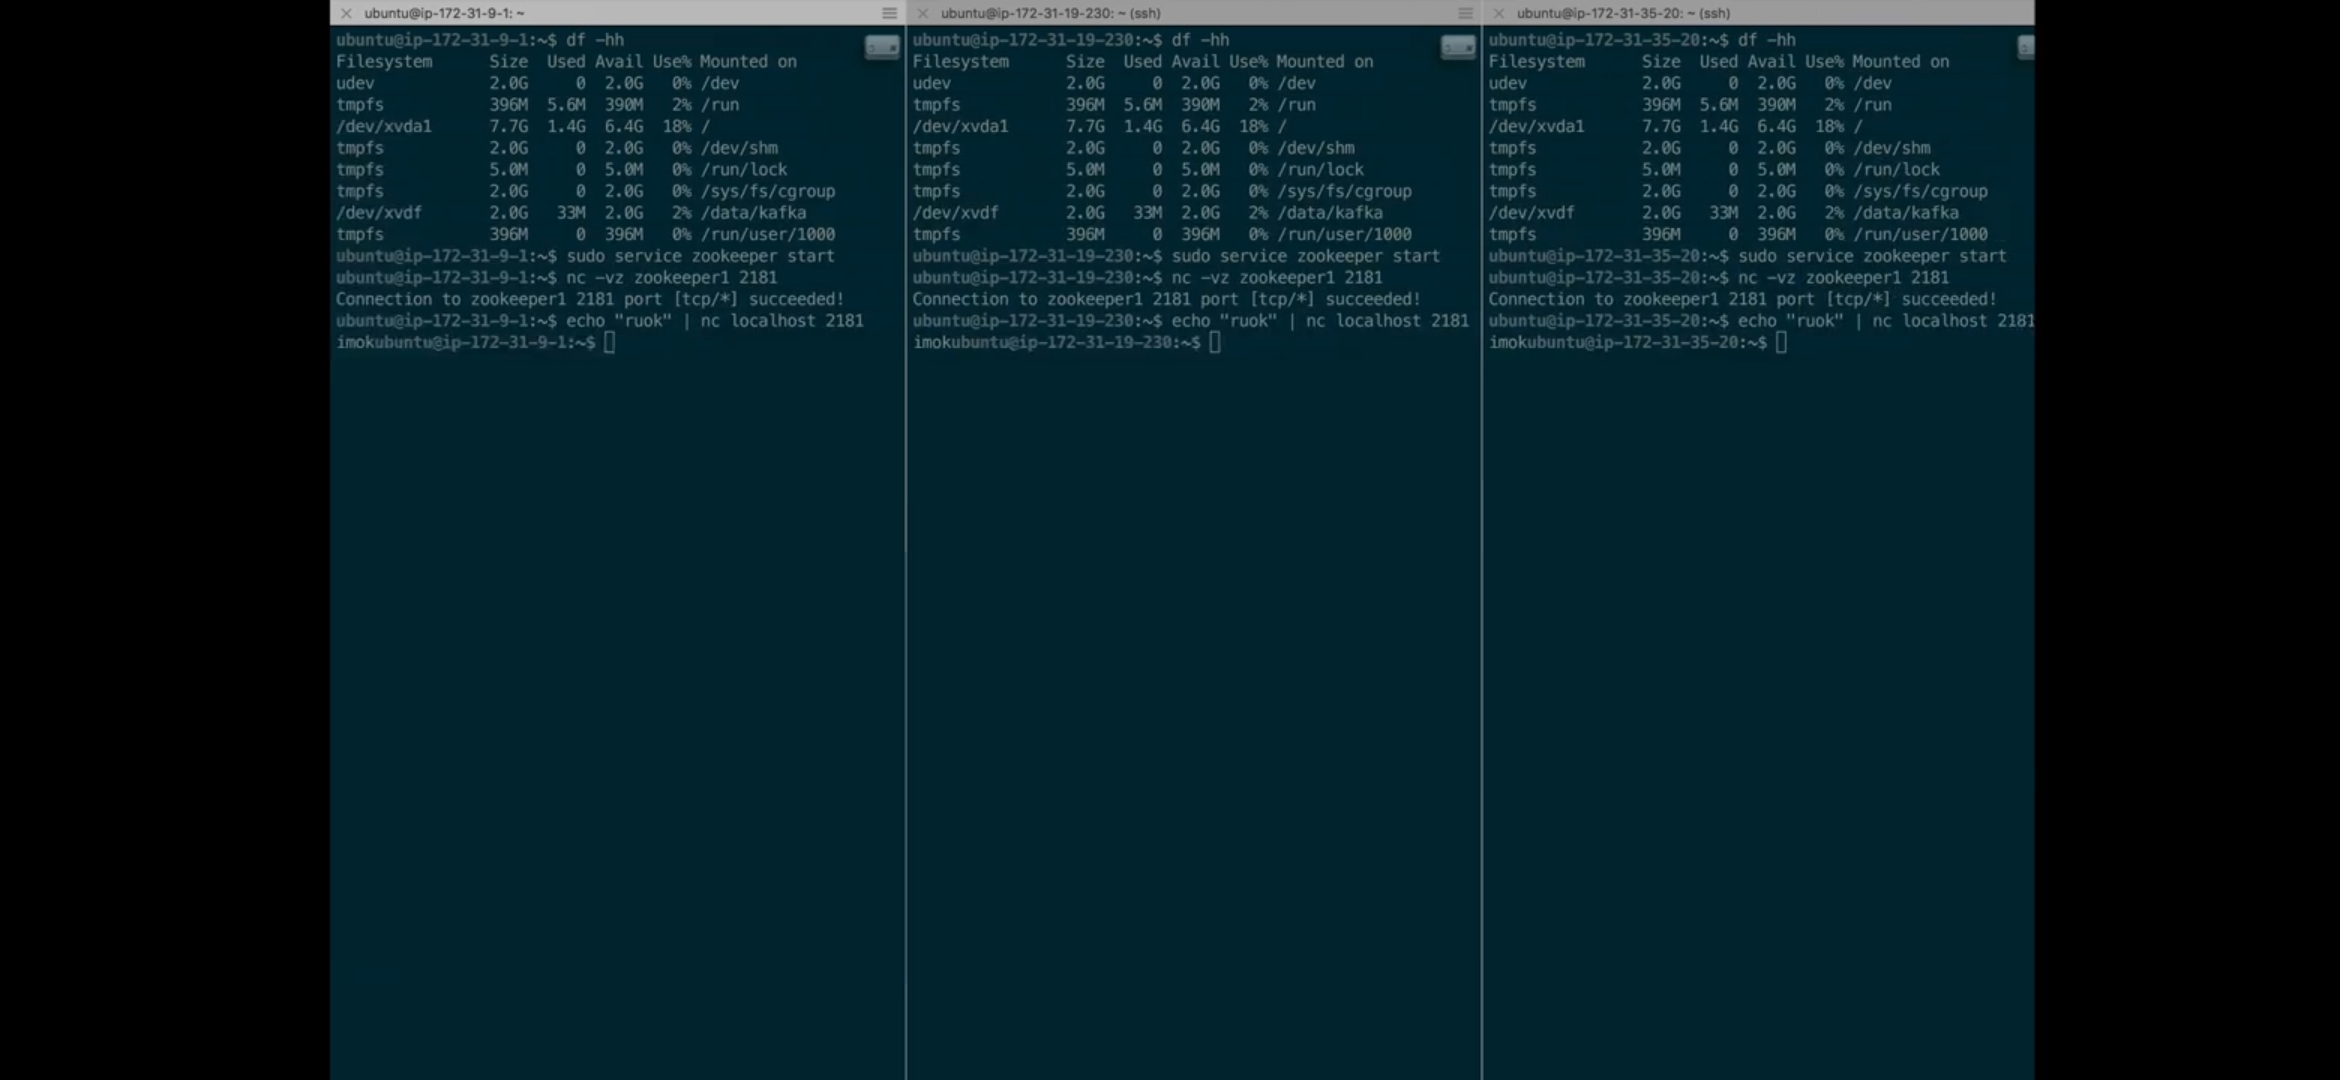 ubuntu@ip-172-31-9-1: ~
ubuntu@ip-172-31-9-1:~$ df -hh
Filesystem Size Used Avail Use% Mounted on
udev 2.0G 0 2.0G 0% /dev
tmpfs 396M 5.6M 390M 2% /run
/dev/xvda1 7.7G 1.4G 6.4G 18% /
tmpfs 2.0G 0 2.0G 0% /dev/shm
tmpfs 5.0M 0 5.0M 0% /run/lock
tmpfs 2.0G 0 2.0G 0% /sys/fs/cgroup
/dev/xvdf 2.0G 33M 2.0G 2% /data/kafka
tmpfs 396M 0 396M 0% /run/user/1000
ubuntu@ip-172-31-9-1:~$ sudo service zookeeper start
ubuntu@ip-172-31-9-1:~$ nc -vz zookeeper1 2181
Connection to zookeeper1 2181 port [tcp/*] succeeded!
ubuntu@ip-172-31-9-1:~$ echo "ruok" | nc localhost 2181
imokubuntu@ip-172-31-9-1:~$
ubuntu@ip-172-31-19-230: ~ (ssh)
ubuntu@ip-172-31-19-230:~$ df -hh
Filesystem Size Used Avail Use% Mounted on
udev 2.0G 0 2.0G 0% /dev
tmpfs 396M 5.6M 390M 2% /run
/dev/xvda1 7.7G 1.4G 6.4G 18% /
tmpfs 2.0G 0 2.0G 0% /dev/shm
tmpfs 5.0M 0 5.0M 0% /run/lock
tmpfs 2.0G 0 2.0G 0% /sys/fs/cgroup
/dev/xvdf 2.0G 33M 2.0G 2% /data/kafka
tmpfs 396M 0 396M 0% /run/user/1000
ubuntu@ip-172-31-19-230:~$ sudo service zookeeper start
ubuntu@ip-172-31-19-230:~$ nc -vz zookeeper1 2181
Connection to zookeeper1 2181 port [tcp/*] succeeded!
ubuntu@ip-172-31-19-230:~$ echo "ruok" | nc localhost 2181
imokubuntu@ip-172-31-19-230:~$
ubuntu@ip-172-31-35-20: ~ (ssh)
ubuntu@ip-172-31-35-20:~$ df -hh
Filesystem Size Used Avail Use% Mounted on
udev 2.0G 0 2.0G 0% /dev
tmpfs 396M 5.6M 390M 2% /run
/dev/xvda1 7.7G 1.4G 6.4G 18% /
tmpfs 2.0G 0 2.0G 0% /dev/shm
tmpfs 5.0M 0 5.0M 0% /run/lock
tmpfs 2.0G 0 2.0G 0% /sys/fs/cgroup
/dev/xvdf 2.0G 33M 2.0G 2% /data/kafka
tmpfs 396M 0 396M 0% /run/user/1000
ubuntu@ip-172-31-35-20:~$ sudo service zookeeper start
ubuntu@ip-172-31-35-20:~$ nc -vz zookeeper1 2181
Connection to zookeeper1 2181 port [tcp/*] succeeded!
ubuntu@ip-172-31-35-20:~$ echo "ruok" | nc localhost 2181
imokubuntu@ip-172-31-35-20:~$